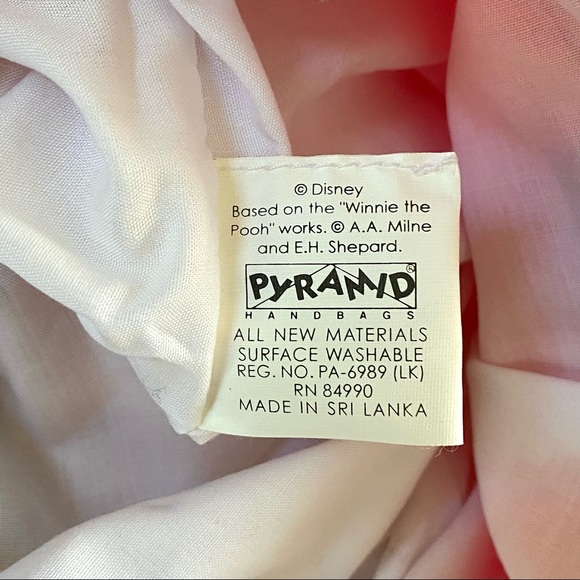 © Disney
Based on the "Winnie the
Pooh" works. © A.A. Milne
and E.H. Shepard.
PYRAMID®
HANDBAGS
ALL NEW MATERIALS
SURFACE WASHABLE
REG. NO. PA-6989 (LK)
RN 84990
MADE IN SRI LANKA